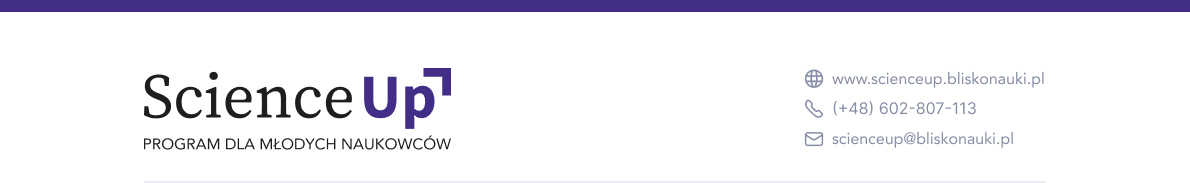 Science Up
PROGRAM DLA MŁODYCH NAUKOWCÓW
www.scienceup.bliskonauki.pl
(+48) 602-807-113
scienceup@bliskonauki.pl